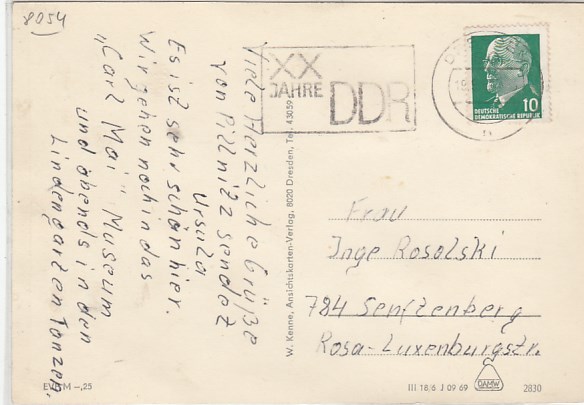 8054
Viele Herzliche Grüße
von Pillnitz sendet
Ursula
Es ist sehr schön hier.
Wir gehen noch in das
"Carl Mai" Museum
und abends in den
Lindengarten Tanzen.
XX
JAHRE
DDR
DEUTSCHE
DEMOKRATISCHE REPUBLIK
10
W. Kenne, Ansichtskarten-Verlag, 8020 Dresden, Tel. 43059
Frau
Inge Rosolski
784 Senftenberg
Rosa-Luxenburgstr.
EVP M –,25
III 18 6 J 09 69
DAMW
2830